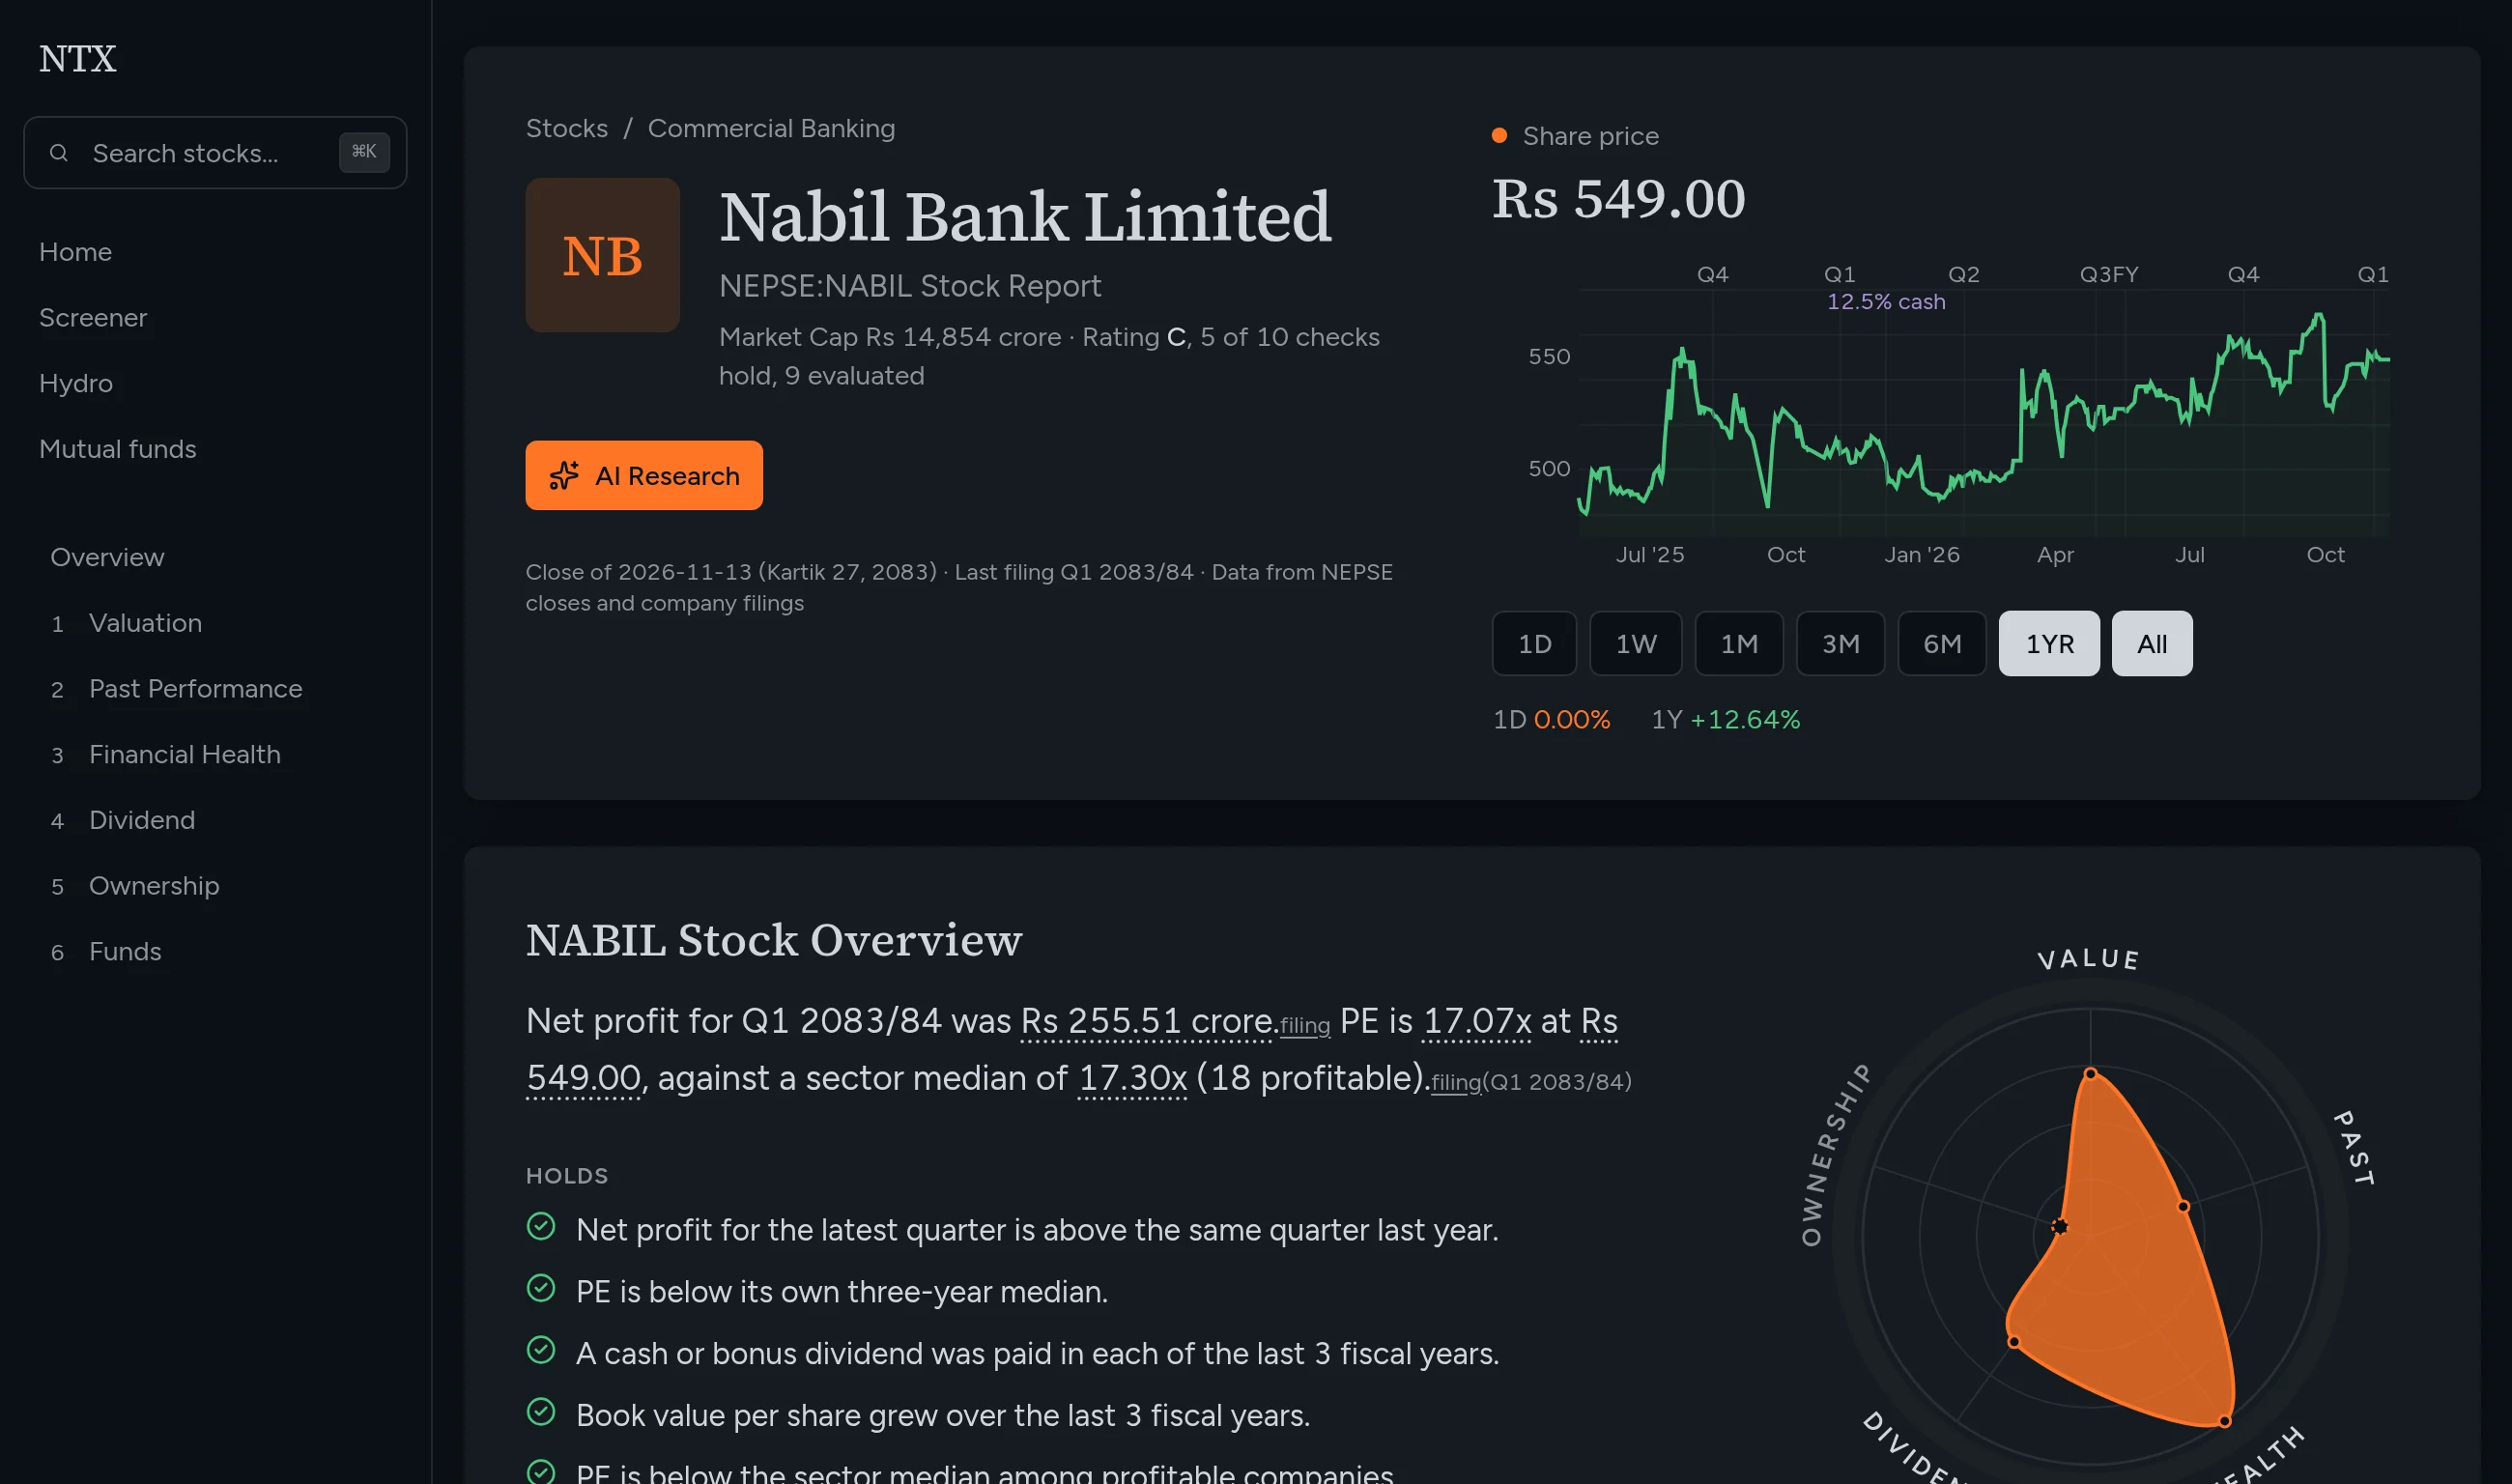 NTX
Search stocks...
⌘K
Home
Screener
Hydro
Mutual funds
Overview
1 Valuation
2 Past Performance
3 Financial Health
4 Dividend
5 Ownership
6 Funds
Stocks / Commercial Banking
NB
Nabil Bank Limited
NEPSE:NABIL Stock Report
Market Cap Rs 14,854 crore · Rating C, 5 of 10 checks
hold, 9 evaluated
AI Research
Close of 2026-11-13 (Kartik 27, 2083) · Last filing Q1 2083/84 · Data from NEPSE
closes and company filings
Share price
Rs 549.00
Q4 Q1 Q2 Q3FY Q4 Q1
12.5% cash
550
500
Jul '25 Oct Jan '26 Apr Jul Oct
1D 1W 1M 3M 6M 1YR All
1D 0.00% 1Y +12.64%
NABIL Stock Overview
Net profit for Q1 2083/84 was Rs 255.51 crore.filing PE is 17.07x at Rs
549.00, against a sector median of 17.30x (18 profitable).filing(Q1 2083/84)
HOLDS
Net profit for the latest quarter is above the same quarter last year.
PE is below its own three-year median.
A cash or bonus dividend was paid in each of the last 3 fiscal years.
Book value per share grew over the last 3 fiscal years.
PE is below the sector median among profitable companies.
VALUE
PAST
OWNERSHIP